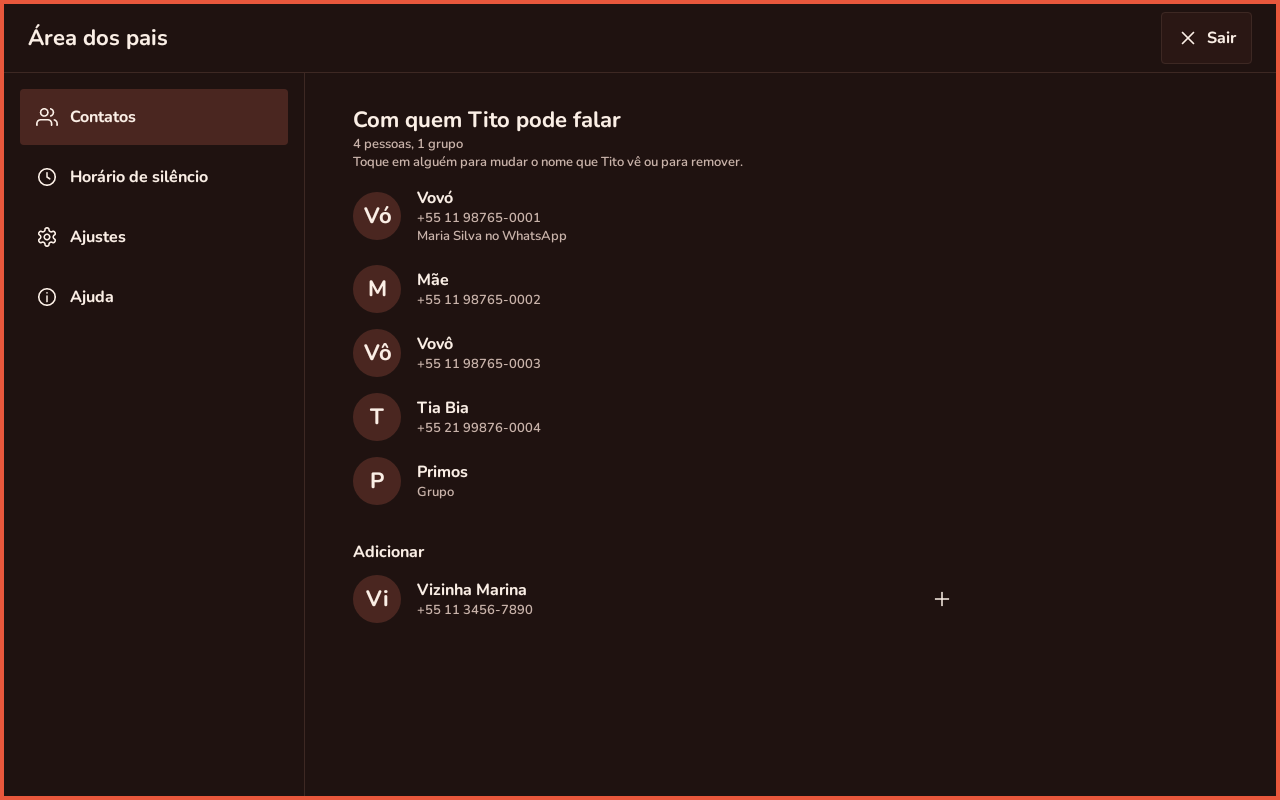 Área dos pais
Sair
Contatos
Horário de silêncio
Ajustes
Ajuda
Com quem Tito pode falar
4 pessoas, 1 grupo
Toque em alguém para mudar o nome que Tito vê ou para remover.
Vó
Vovó
+55 11 98765-0001
Maria Silva no WhatsApp
M
Mãe
+55 11 98765-0002
Vô
Vovô
+55 11 98765-0003
T
Tia Bia
+55 21 99876-0004
P
Primos
Grupo
Adicionar
Vi
Vizinha Marina
+55 11 3456-7890